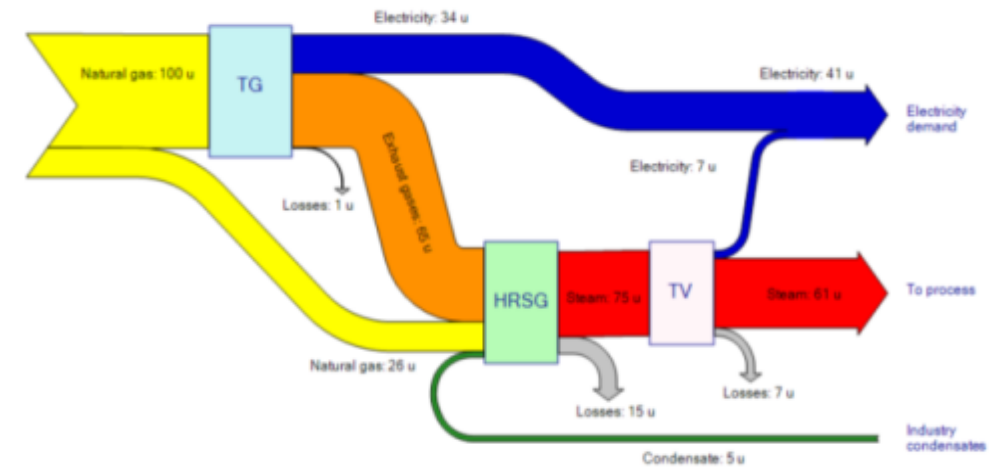 Electricity: 34 u
Natural gas: 100 u
TG
Electricity: 41 u
Electricity
demand
Exhaust gases: 65 u
Electricity: 7 u
Losses: 1 u
HRSG
Steam: 75 u
TV
Steam: 61 u
To process
Natural gas: 26 u
Losses: 7 u
Losses: 15 u
Industry
condensates
Condensate: 5 u